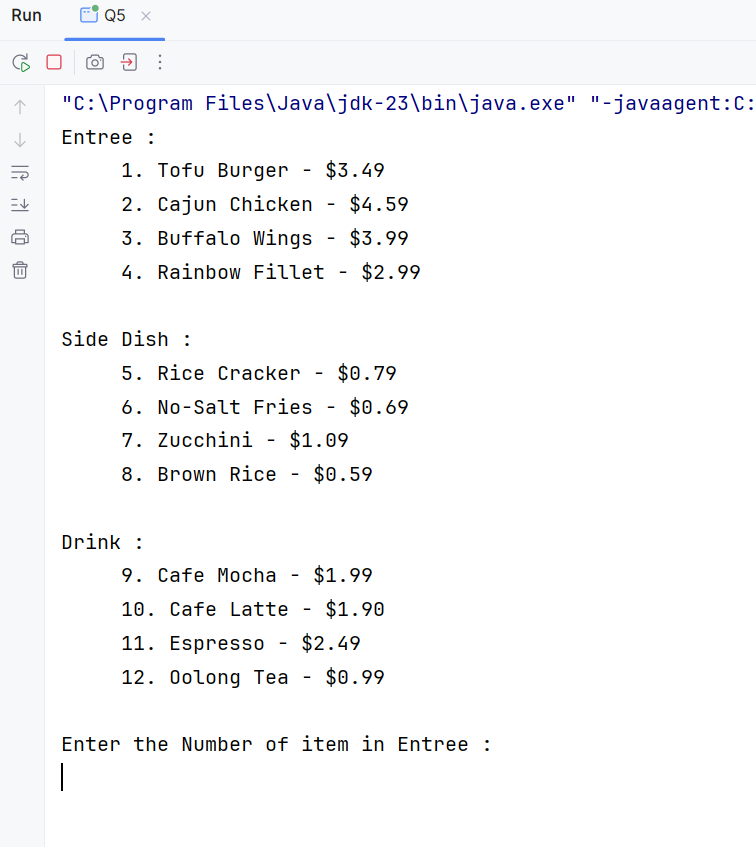 Run Q5
"C:\Program Files\Java\jdk-23\bin\java.exe" "-javaagent:C:
Entree :
1. Tofu Burger - $3.49
2. Cajun Chicken - $4.59
3. Buffalo Wings - $3.99
4. Rainbow Fillet - $2.99
Side Dish :
5. Rice Cracker - $0.79
6. No-Salt Fries - $0.69
7. Zucchini - $1.09
8. Brown Rice - $0.59
Drink :
9. Cafe Mocha - $1.99
10. Cafe Latte - $1.90
11. Espresso - $2.49
12. Oolong Tea - $0.99
Enter the Number of item in Entree :